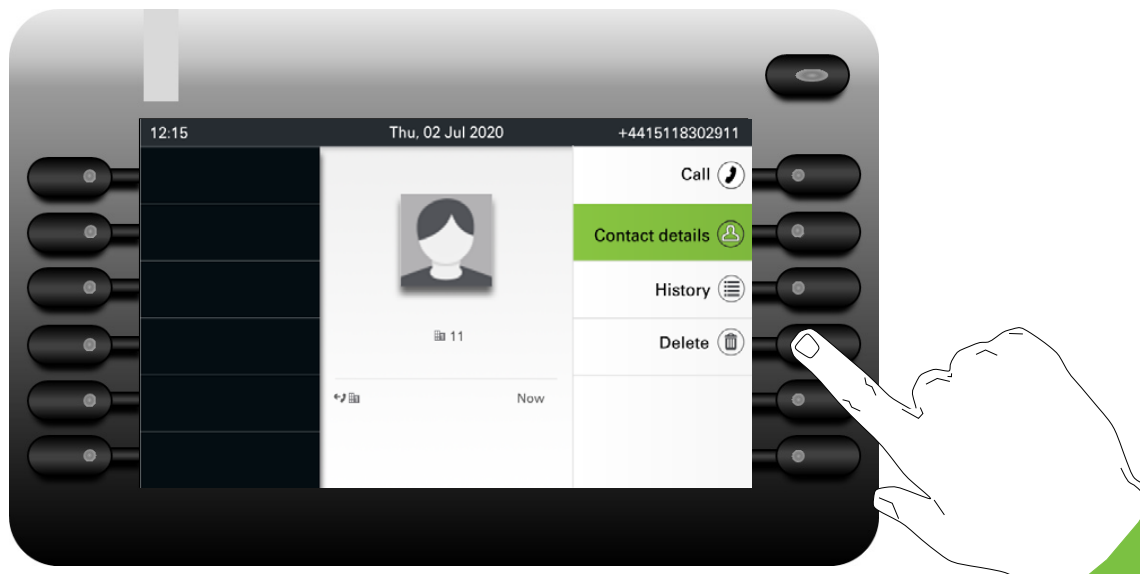 12:15 Thu, 02 Jul 2020 +4415118302911
Call
Contact details
History
11
Delete
Now